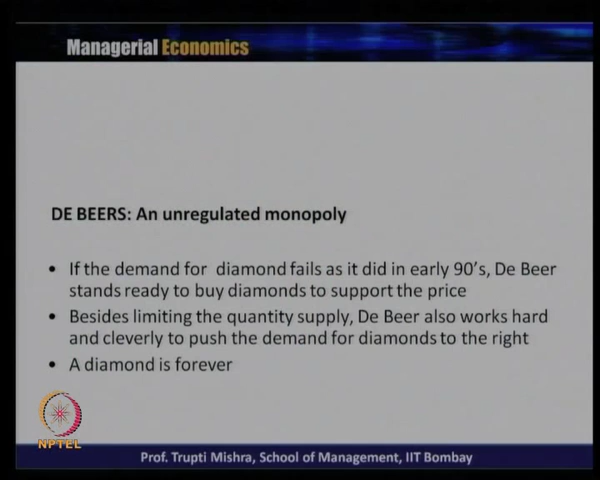 Managerial Economics
DE BEERS: An unregulated monopoly
• If the demand for diamond fails as it did in early 90's, De Beer
stands ready to buy diamonds to support the price
• Besides limiting the quantity supply, De Beer also works hard
and cleverly to push the demand for diamonds to the right
• A diamond is forever
NPTEL
Prof. Trupti Mishra, School of Management, IIT Bombay